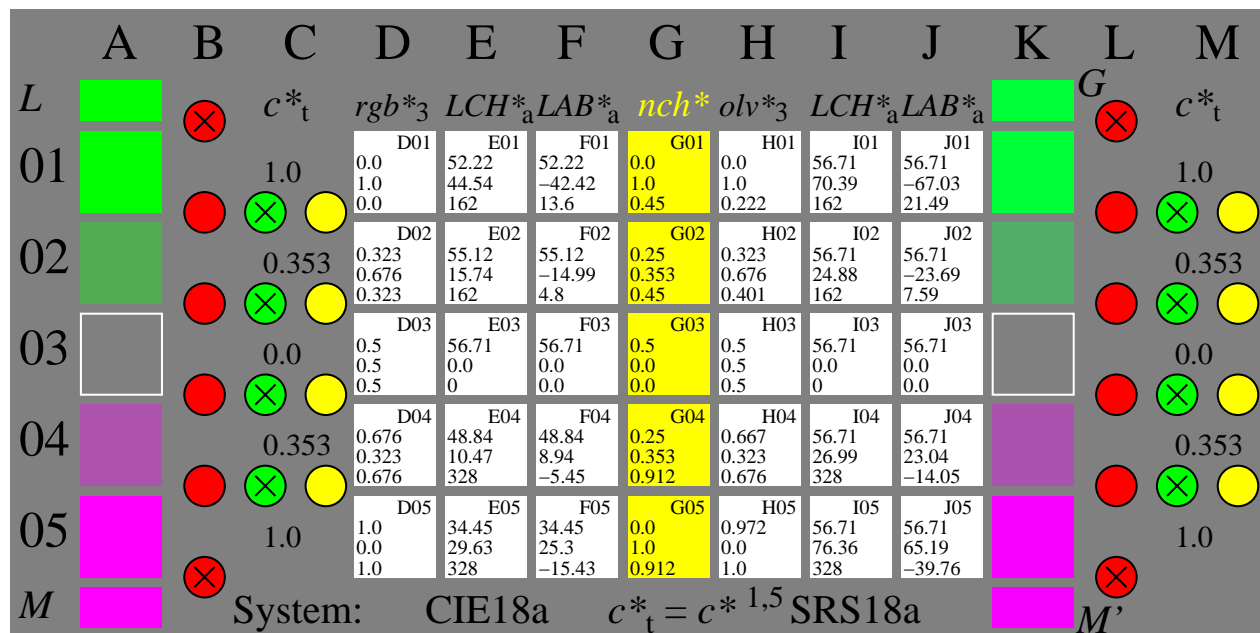 A B C D E F G H I J K L M
L c*t rgb*3 LCH*a LAB*a nch* olv*3 LCH*a LAB*a G c*t
01 1.0 1.0
D01 E01 F01 G01 H01 I01 J01
0.0 52.22 52.22 0.0 0.0 56.71 56.71
1.0 44.54 −42.42 1.0 1.0 70.39 −67.03
0.0 162 13.6 0.45 0.222 162 21.49
02 0.353 0.353
D02 E02 F02 G02 H02 I02 J02
0.323 55.12 55.12 0.25 0.323 56.71 56.71
0.676 15.74 −14.99 0.353 0.676 24.88 −23.69
0.323 162 4.8 0.45 0.401 162 7.59
03 0.0 0.0
D03 E03 F03 G03 H03 I03 J03
0.5 56.71 56.71 0.5 0.5 56.71 56.71
0.5 0.0 0.0 0.0 0.5 0.0 0.0
0.5 0 0.0 0.0 0.5 0 0.0
04 0.353 0.353
D04 E04 F04 G04 H04 I04 J04
0.676 48.84 48.84 0.25 0.667 56.71 56.71
0.323 10.47 8.94 0.353 0.323 26.99 23.04
0.676 328 −5.45 0.912 0.676 328 −14.05
05 1.0 1.0
D05 E05 F05 G05 H05 I05 J05
1.0 34.45 34.45 0.0 0.972 56.71 56.71
0.0 29.63 25.3 1.0 0.0 76.36 65.19
1.0 328 −15.43 0.912 1.0 328 −39.76
M System: CIE18a c*t = c* 1,5 SRS18a M’